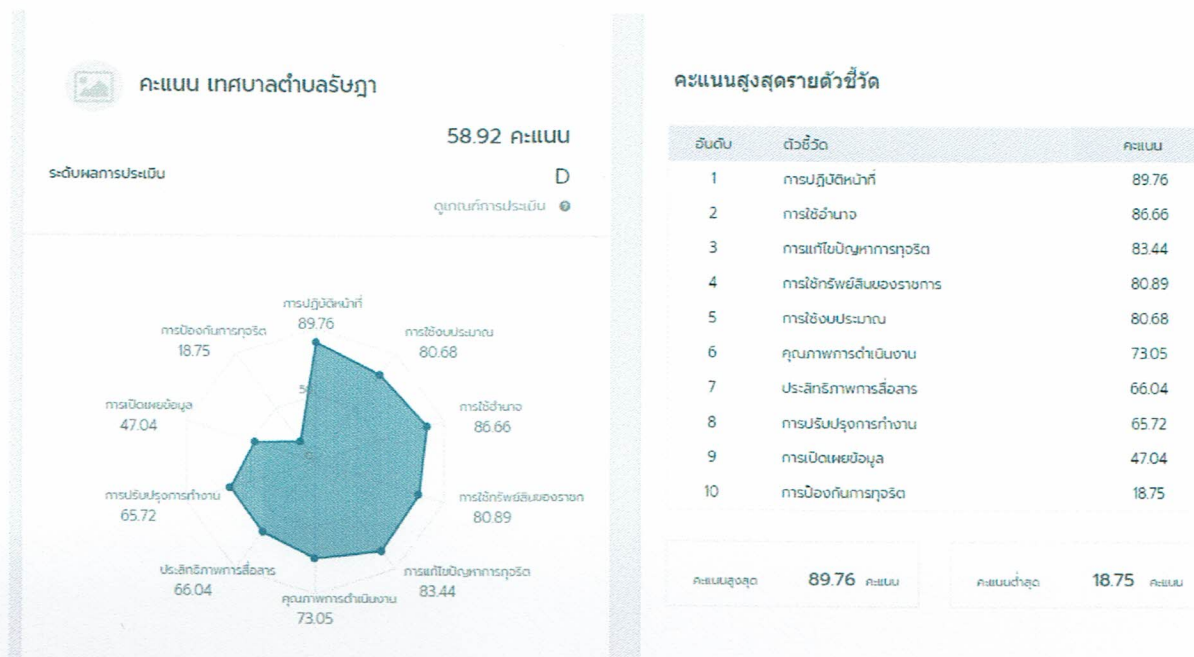 คะแนน เทศบาลตำบลรัษฎา
58.92 คะแนน
ระดับผลการประเมิน
D
ดูเกณฑ์การประเมิน
การปฏิบัติหน้าที่
89.76
การป้องกันการทุจริต
18.75
การใช้งบประมาณ
80.68
50
การเปิดเผยข้อมูล
47.04
การใช้อำนาจ
86.66
0
การปรับปรุงการทำงาน
65.72
การใช้ทรัพย์สินของราชก
80.89
ประสิทธิภาพการสื่อสาร
66.04
การแก้ไขปัญหาการทุจริต
83.44
คุณภาพการดำเนินงาน
73.05
คะแนนสูงสุดรายตัวชี้วัด
อันดับ ตัวชี้วัด คะแนน
1 การปฏิบัติหน้าที่ 89.76
2 การใช้อำนาจ 86.66
3 การแก้ไขปัญหาการทุจริต 83.44
4 การใช้ทรัพย์สินของราชการ 80.89
5 การใช้งบประมาณ 80.68
6 คุณภาพการดำเนินงาน 73.05
7 ประสิทธิภาพการสื่อสาร 66.04
8 การปรับปรุงการทำงาน 65.72
9 การเปิดเผยข้อมูล 47.04
10 การป้องกันการทุจริต 18.75
คะแนนสูงสุด 89.76 คะแนน
คะแนนต่ำสุด 18.75 คะแนน